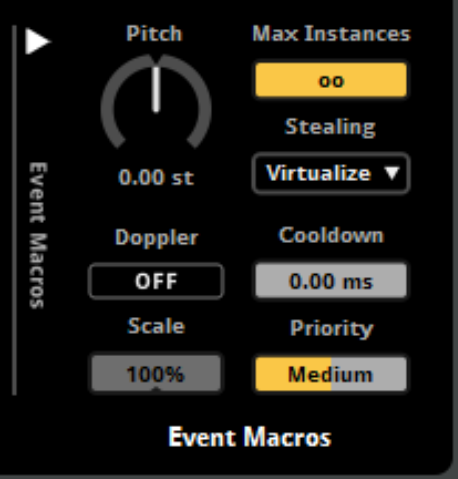 Pitch
Max Instances
oo
Stealing
0.00 st
Virtualize
Event Macros
Doppler
Cooldown
OFF
0.00 ms
Scale
Priority
100%
Medium
Event Macros